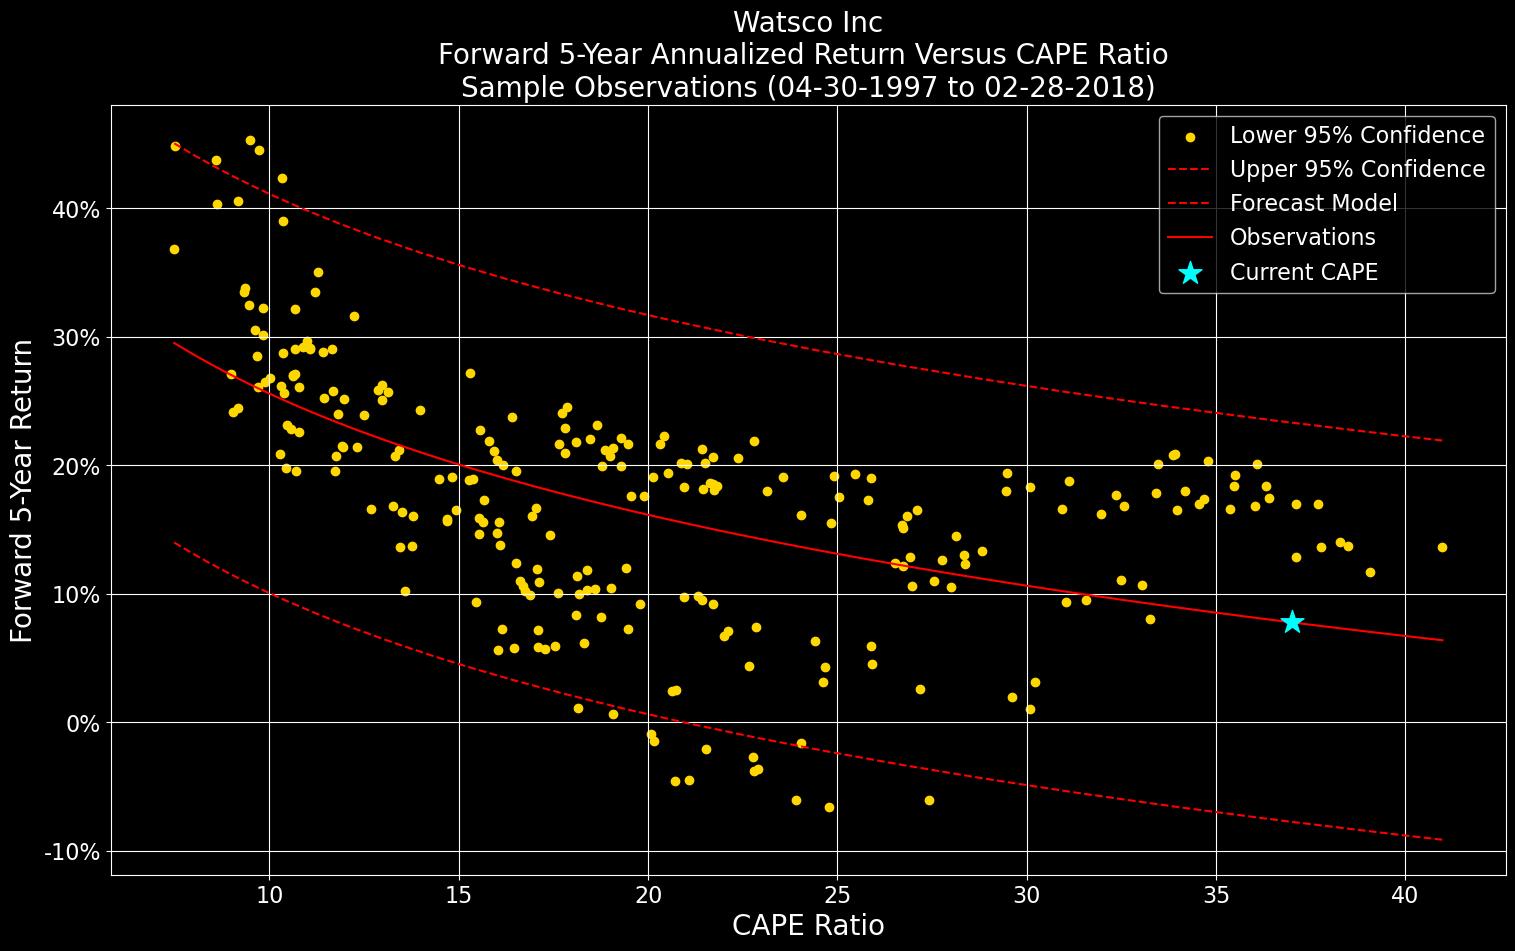 Watsco Inc
Forward 5-Year Annualized Return Versus CAPE Ratio
Sample Observations (04-30-1997 to 02-28-2018)
Lower 95% Confidence
Upper 95% Confidence
Forecast Model
Observations
Current CAPE
Forward 5-Year Return
40%
30%
20%
10%
0%
-10%
10 15 20 25 30 35 40
CAPE Ratio